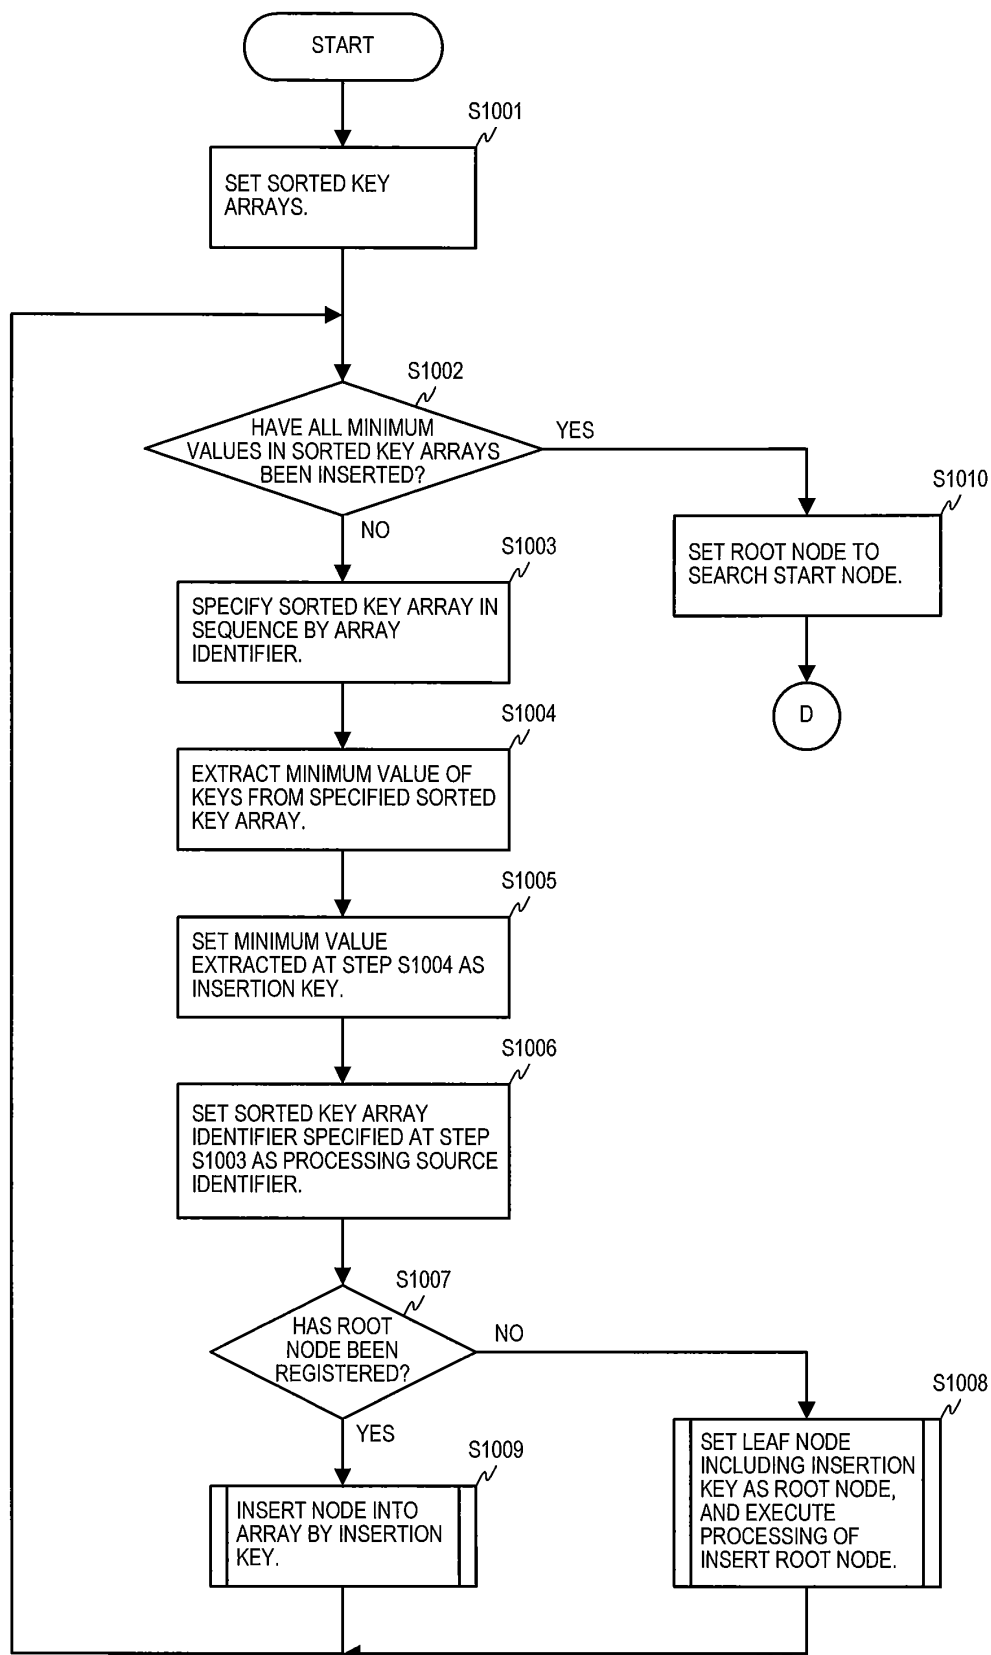 START
S1001
SET SORTED KEY
ARRAYS.
S1002
HAVE ALL MINIMUM
VALUES IN SORTED KEY ARRAYS
BEEN INSERTED?
YES
NO
S1010
SET ROOT NODE TO
SEARCH START NODE.
D
S1003
SPECIFY SORTED KEY ARRAY IN
SEQUENCE BY ARRAY
IDENTIFIER.
S1004
EXTRACT MINIMUM VALUE OF
KEYS FROM SPECIFIED SORTED
KEY ARRAY.
S1005
SET MINIMUM VALUE
EXTRACTED AT STEP S1004 AS
INSERTION KEY.
S1006
SET SORTED KEY ARRAY
IDENTIFIER SPECIFIED AT STEP
S1003 AS PROCESSING SOURCE
IDENTIFIER.
S1007
HAS ROOT
NODE BEEN
REGISTERED?
NO
YES
S1008
SET LEAF NODE
INCLUDING INSERTION
KEY AS ROOT NODE,
AND EXECUTE
PROCESSING OF
INSERT ROOT NODE.
S1009
INSERT NODE INTO
ARRAY BY INSERTION
KEY.